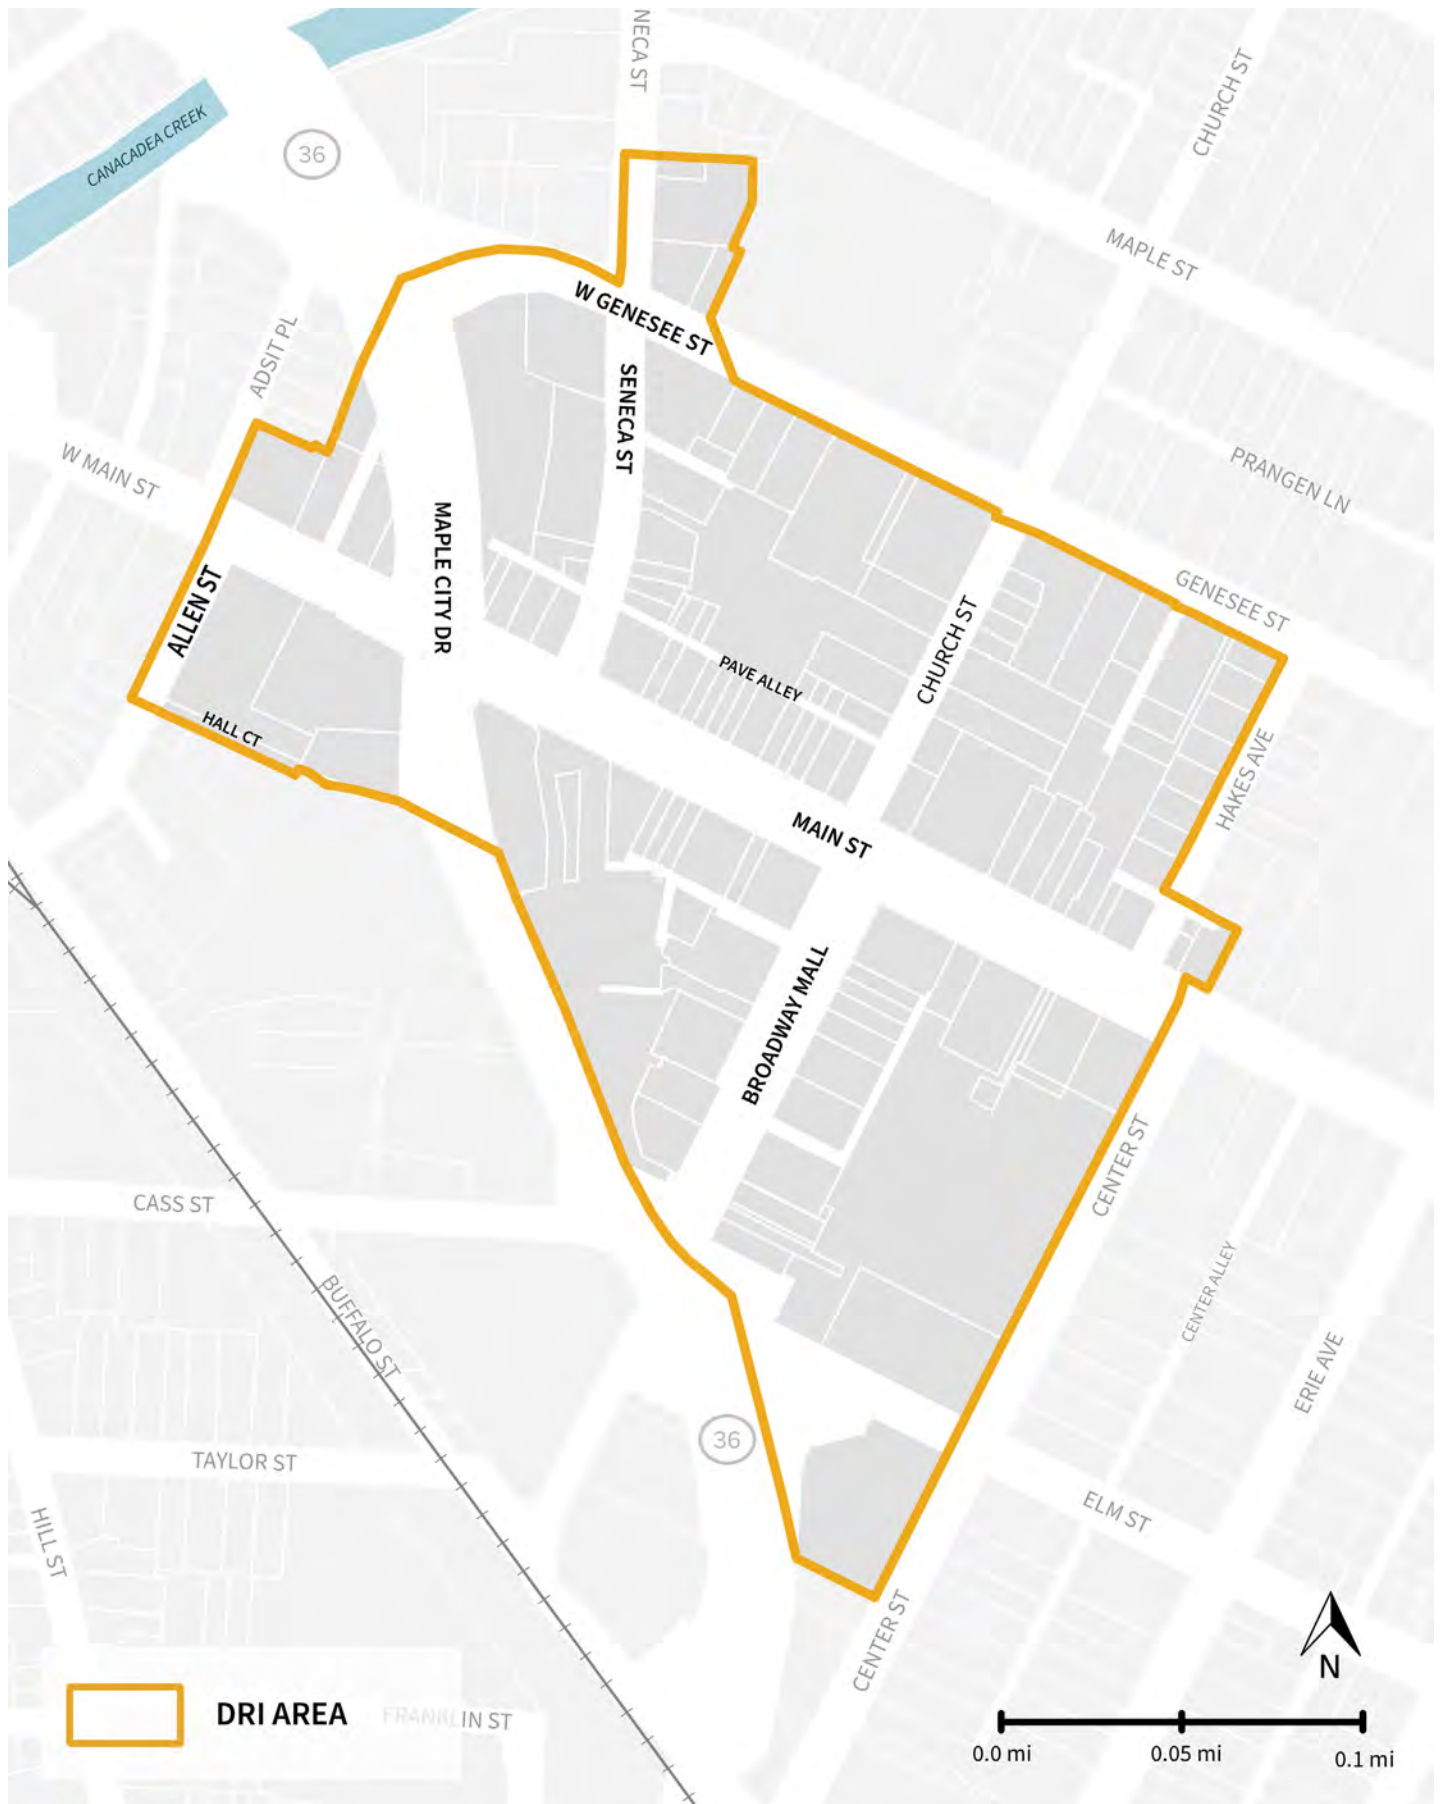 NECA ST
CHURCH ST
CANACADEA CREEK
36
MAPLE ST
W GENESEE ST
ADSIT PL
SENECA ST
W MAIN ST
PRANGEN LN
MAPLE CITY DR
GENESEE ST
ALLEN ST
CHURCH ST
PAVE ALLEY
HALL CT
HAKES AVE
MAIN ST
BROADWAY MALL
CENTER ST
CASS ST
CENTER ALLEY
BUFFALO ST
ERIE AVE
36
TAYLOR ST
ELM ST
HILL ST
CENTER ST
N
DRI AREA
FRANKLIN ST
0.0 mi
0.05 mi
0.1 mi